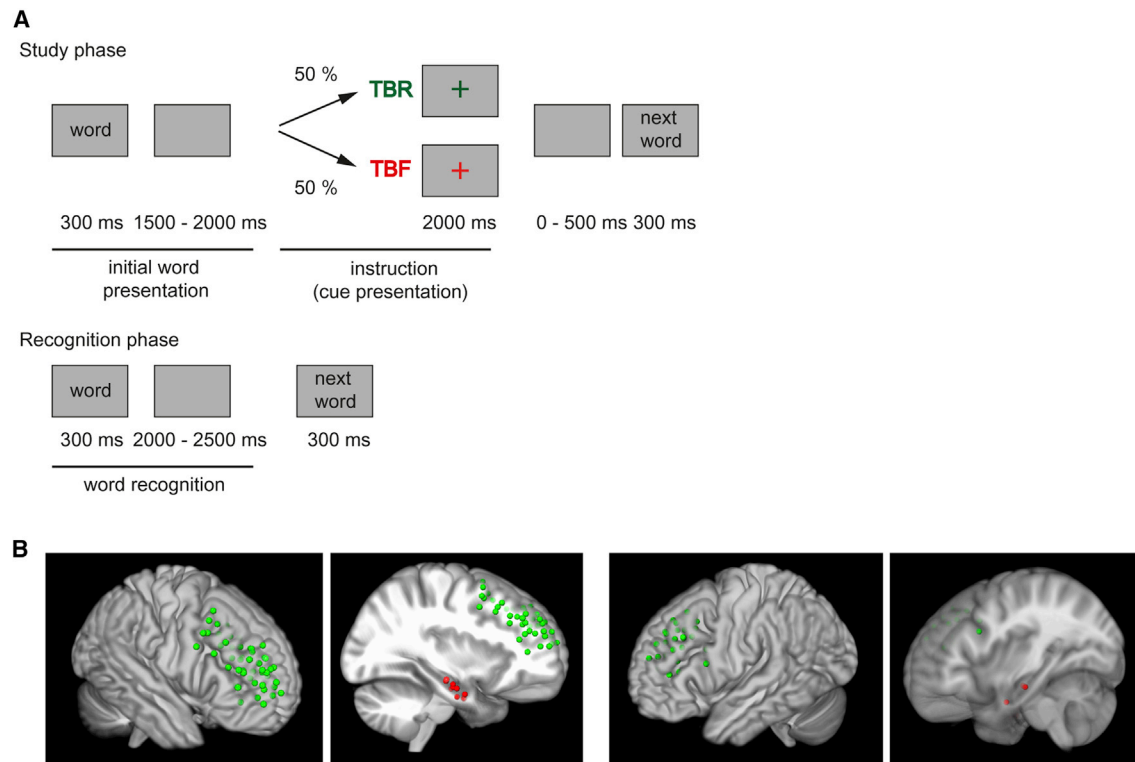 A
Study phase
50 %
TBR +
word
next
word
TBF +
50 %
300 ms 1500 - 2000 ms 2000 ms 0 - 500 ms 300 ms
initial word
presentation
instruction
(cue presentation)
Recognition phase
word
next
word
300 ms 2000 - 2500 ms 300 ms
word recognition
B